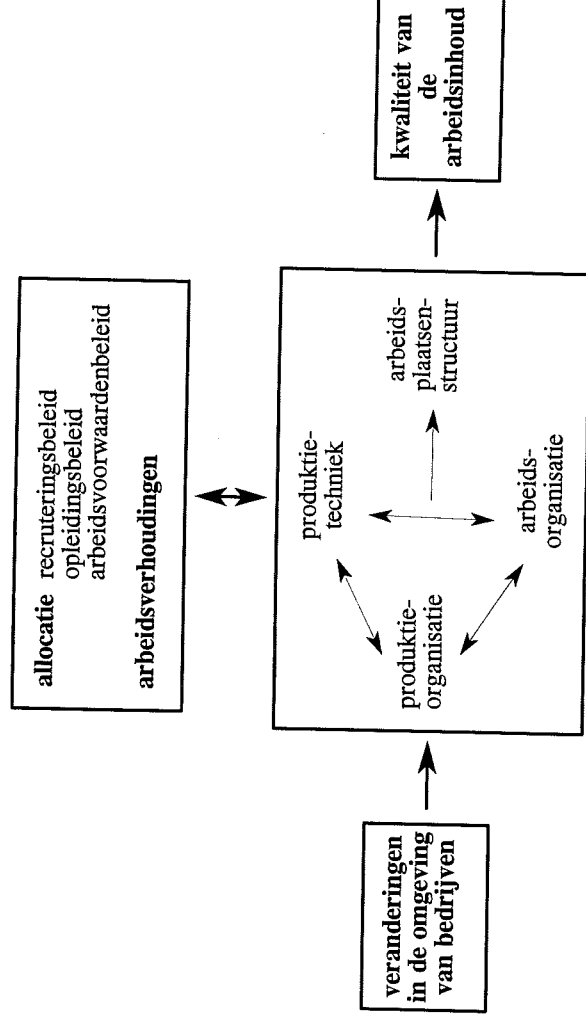 allocatie recruteringsbeleid
opleidingsbeleid
arbeidsvoorwaardenbeleid
arbeidsverhoudingen
veranderingen
in de omgeving
van bedrijven
produktie-
organisatie
produktie-
techniek
arbeids-
organisatie
arbeids-
plaatsen-
structuur
kwaliteit van
de
arbeidsinhoud